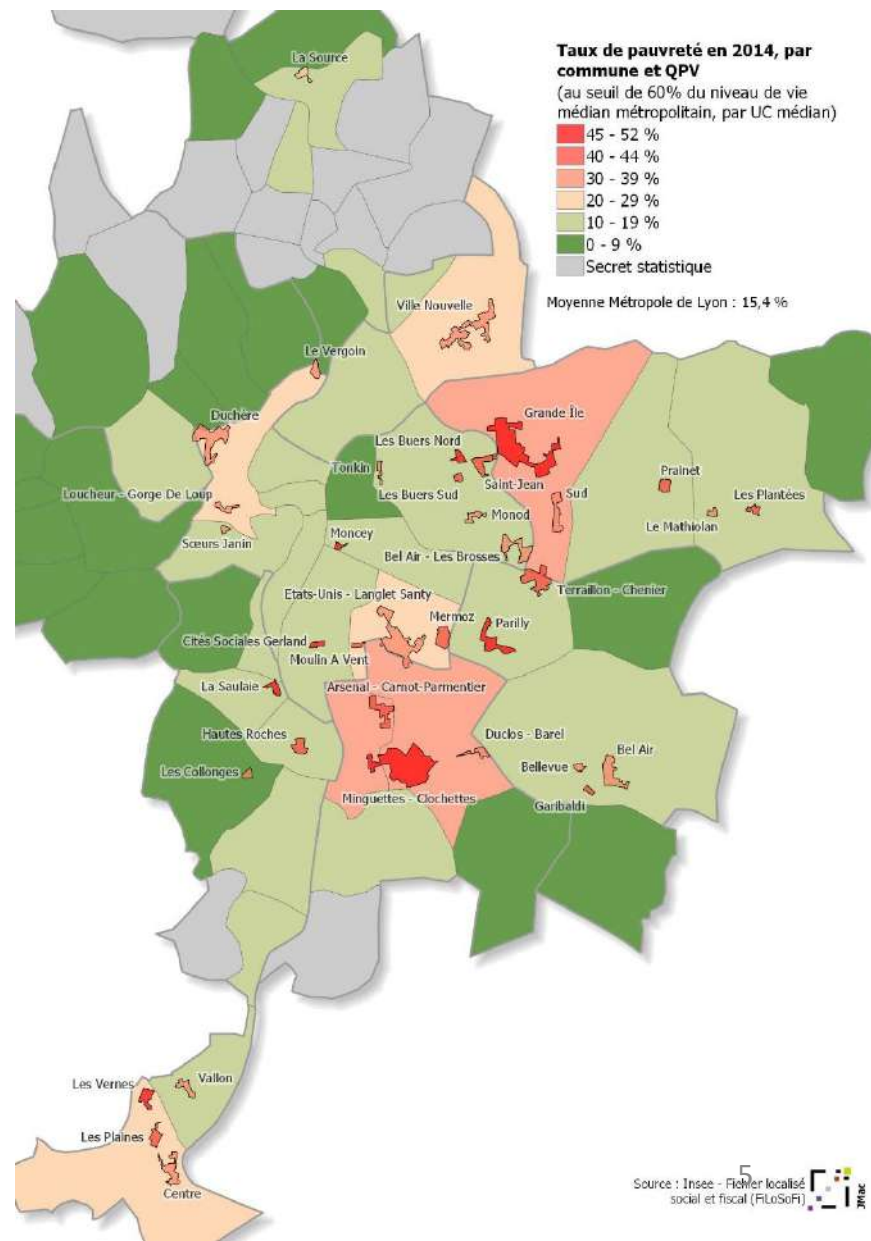 La Source
Taux de pauvreté en 2014, par
commune et QPV
(au seuil de 60% du niveau de vie
médian métropolitain, par UC médian)
45 - 52 %
40 - 44 %
30 - 39 %
20 - 29 %
10 - 19 %
0 - 9 %
Secret statistique
Moyenne Métropole de Lyon : 15,4 %
Ville Nouvelle
Le Vergoin
Duchère
Grande Île
Les Buers Nord
Tonkin
Saint-Jean
Sud
Prainet
Loucheur - Gorge De Loup
Les Buers Sud
Les Plantées
Monod
Le Mathiolan
Sœurs Janin
Moncey
Bel Air - Les Brosses
Terraillon - Chenier
Etats-Unis - Langlet Santy
Mermoz
Parilly
Cités Sociales Gerland
Moulin A Vent
La Saulaie
Arsenal - Carnot-Parmentier
Hautes Roches
Duclos - Barel
Bel Air
Bellevue
Les Collonges
Minguettes - Clochettes
Garibaldi
Les Vernes
Vallon
Les Plaines
Centre
5
Source : Insee - Fichier localisé
social et fiscal (FiLoSoFi)
JMac